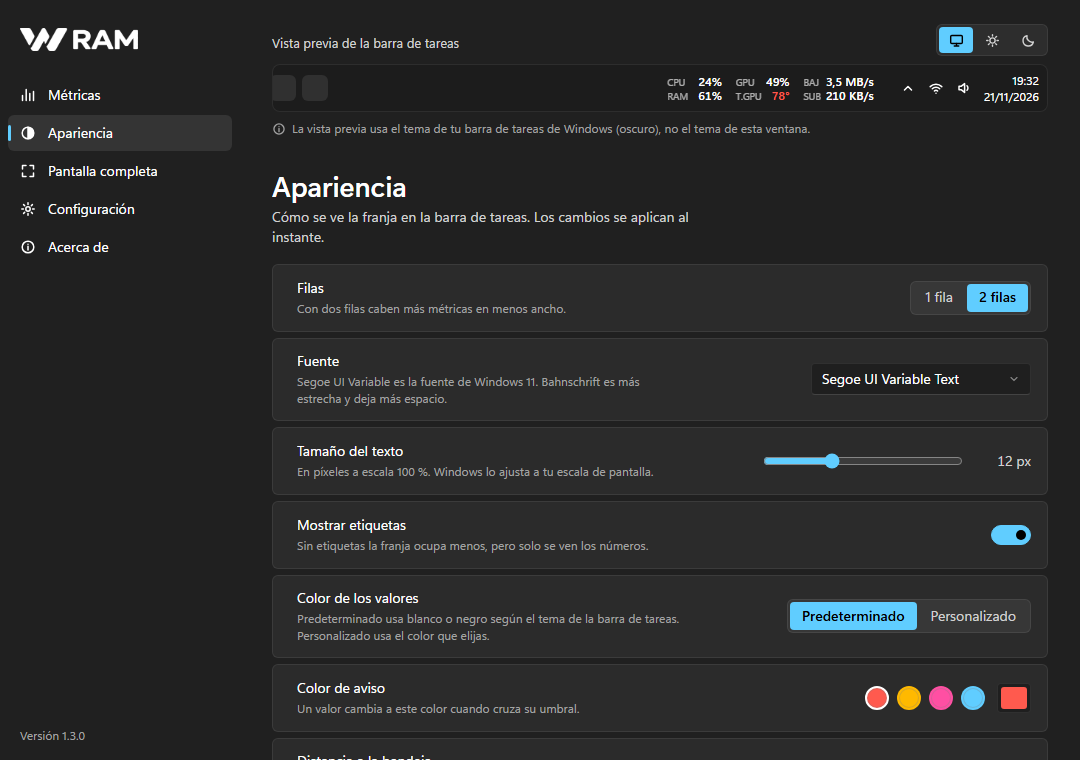 W RAM
Métricas
Apariencia
Pantalla completa
Configuración
Acerca de
Versión 1.3.0
Vista previa de la barra de tareas
CPU 24% GPU 49% BAJ 3,5 MB/s
RAM 61% T.GPU 78° SUB 210 KB/s
19:32
21/11/2026
La vista previa usa el tema de tu barra de tareas de Windows (oscuro), no el tema de esta ventana.
Apariencia
Cómo se ve la franja en la barra de tareas. Los cambios se aplican al
instante.
Filas
Con dos filas caben más métricas en menos ancho.
1 fila 2 filas
Fuente
Segoe UI Variable es la fuente de Windows 11. Bahnschrift es más
estrecha y deja más espacio.
Segoe UI Variable Text
Tamaño del texto
En píxeles a escala 100 %. Windows lo ajusta a tu escala de pantalla.
12 px
Mostrar etiquetas
Sin etiquetas la franja ocupa menos, pero solo se ven los números.
Color de los valores
Predeterminado usa blanco o negro según el tema de la barra de tareas.
Personalizado usa el color que elijas.
Predeterminado Personalizado
Color de aviso
Un valor cambia a este color cuando cruza su umbral.
Distancia a la bandeja